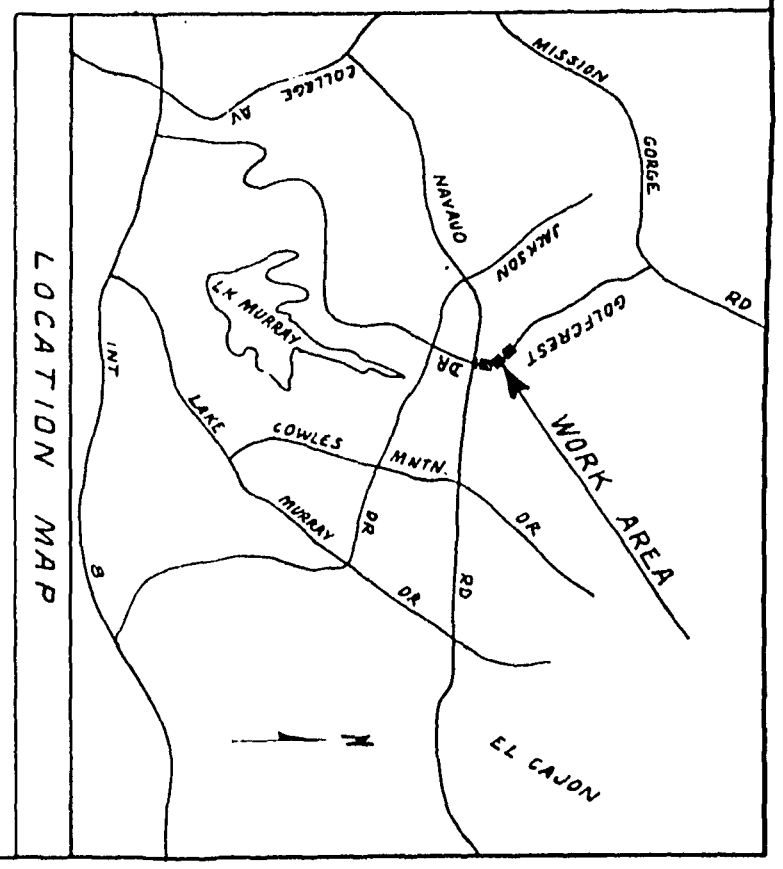 MISSION
GORGE
RD
COLLEGE
AV
NAVAJO
JACKSON
GOLFCREST
DR
LK MURRAY
WORK AREA
INT
8
LAKE
MURRAY
DR
COWLES
MNTN.
DR
DR
RD
N
EL CAJON
LOCATION MAP